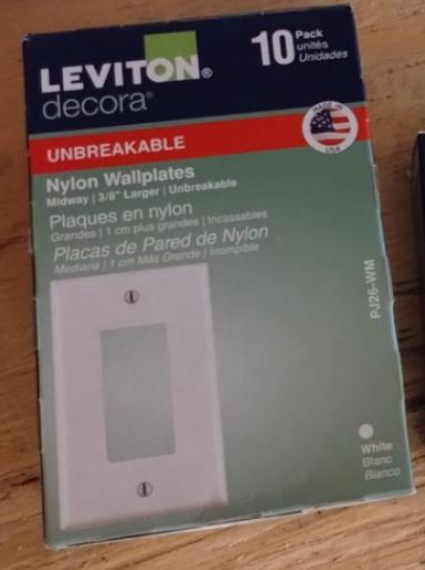 LEVITON®
decora®
10 Pack
unités
Unidades
MADE IN
USA
UNBREAKABLE
Nylon Wallplates
Midway | 3/8" Larger | Unbreakable
Plaques en nylon
Grandes | 1 cm plus grandes | Incassables
Placas de Pared de Nylon
Mediana | 1 cm Más Grande | Irrompible
PJ26-WM
White
Blanc
Blanco